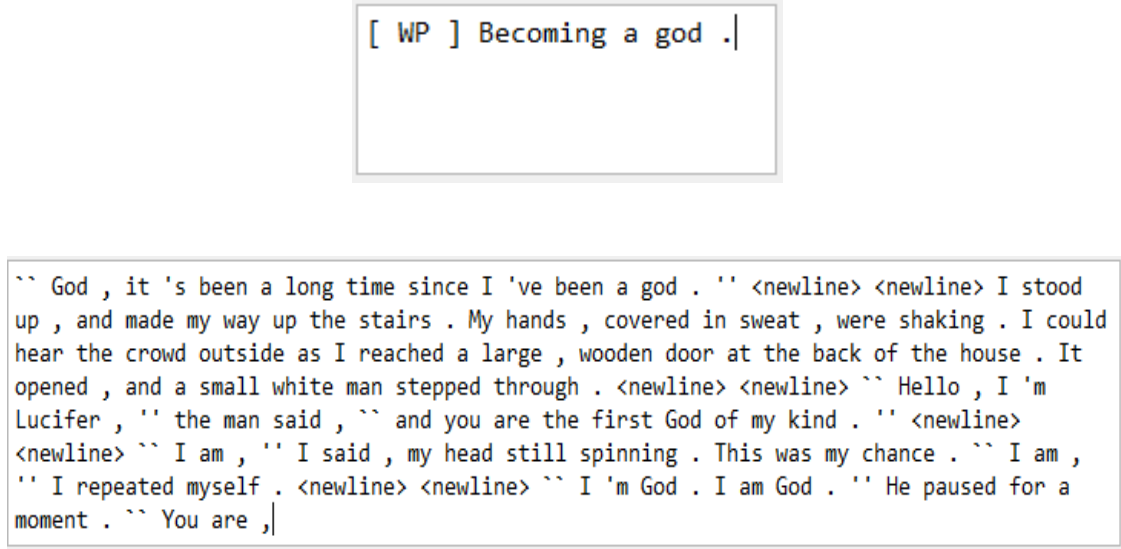 [ WP ] Becoming a god .
`` God , it 's been a long time since I 've been a god . '' <newline> <newline> I stood
up , and made my way up the stairs . My hands , covered in sweat , were shaking . I could
hear the crowd outside as I reached a large , wooden door at the back of the house . It
opened , and a small white man stepped through . <newline> <newline> `` Hello , I 'm
Lucifer , '' the man said , `` and you are the first God of my kind . '' <newline>
<newline> `` I am , '' I said , my head still spinning . This was my chance . `` I am ,
'' I repeated myself . <newline> <newline> `` I 'm God . I am God . '' He paused for a
moment . `` You are ,